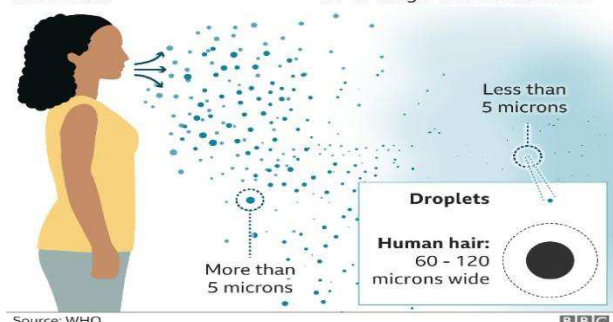 Less than
5 microns
Droplets
Human hair:
60 - 120
microns wide
More than
5 microns
Source: WHO
BBC